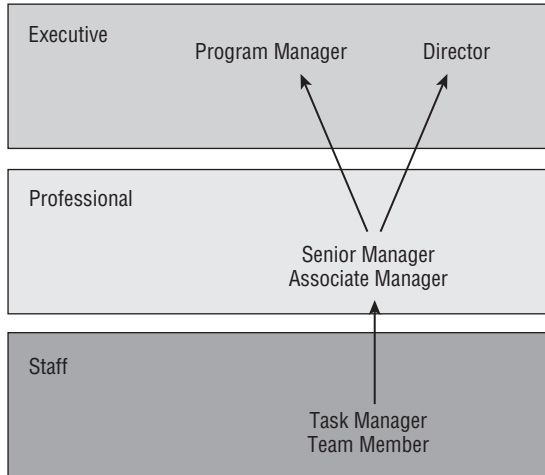 Executive
Program Manager Director
Professional
Senior Manager
Associate Manager
Staff
Task Manager
Team Member